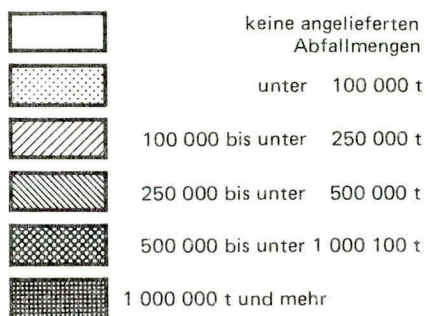 keine angelieferten
Abfallmengen
unter 100 000 t
100 000 bis unter 250 000 t
250 000 bis unter 500 000 t
500 000 bis unter 1 000 100 t
1 000 000 t und mehr